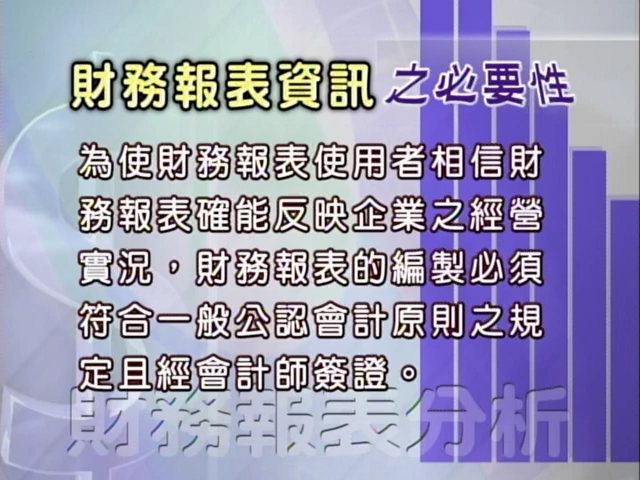 財務報表資訊之必要性
為使財務報表使用者相信財
務報表確能反映企業之經營
實況，財務報表的編製必須
符合一般公認會計原則之規
定且經會計師簽證。
財務報表分析